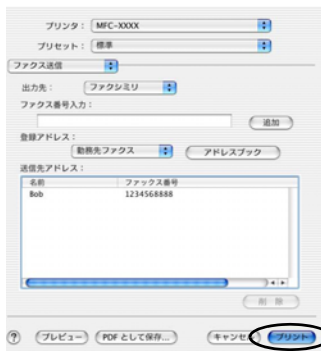 プリンタ： MFC-XXXX
プリセット： 標準
ファクス送信
出力先： ファクシミリ
ファクス番号入力：
追加
登録アドレス：
勤務先ファクス アドレスブック
送信先アドレス：
名前 ファックス番号
Bob 1234568888
削除
? プレビュー PDF として保存... キャンセル プリント